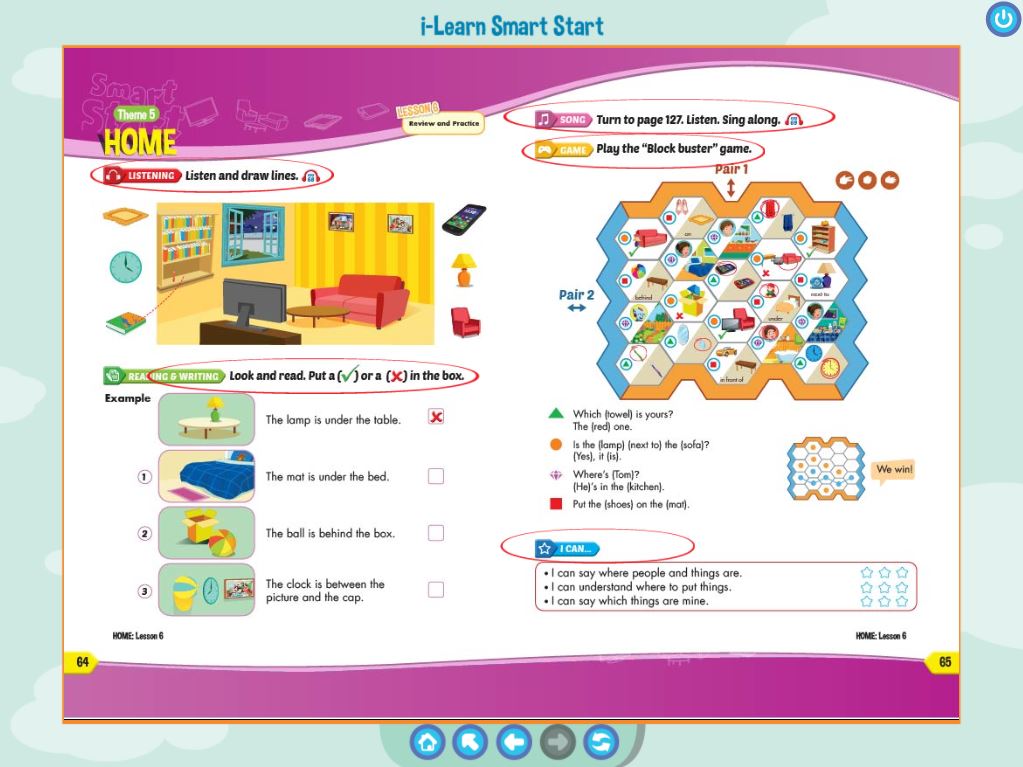 i-Learn Smart Start
Smart
Start
Theme 5
HOME
LESSON 6
Review and Practice
LISTENING Listen and draw lines. 68
READING & WRITING Look and read. Put a (✓) or a (✗) in the box.
Example
The lamp is under the table.
1 The mat is under the bed.
2 The ball is behind the box.
3 The clock is between the
picture and the cap.
HOME: Lesson 6
64
SONG Turn to page 127. Listen. Sing along. 69
GAME Play the “Block buster” game.
Pair 1
Pair 2
on
behind
next to
under
in front of
Which (towel) is yours?
The (red) one.
Is the (lamp) (next to) the (sofa)?
(Yes), it (is).
Where's (Tom)?
(He)'s in the (kitchen).
Put the (shoes) on the (mat).
We win!
I CAN...
• I can say where people and things are.
• I can understand where to put things.
• I can say which things are mine.
HOME: Lesson 6
65